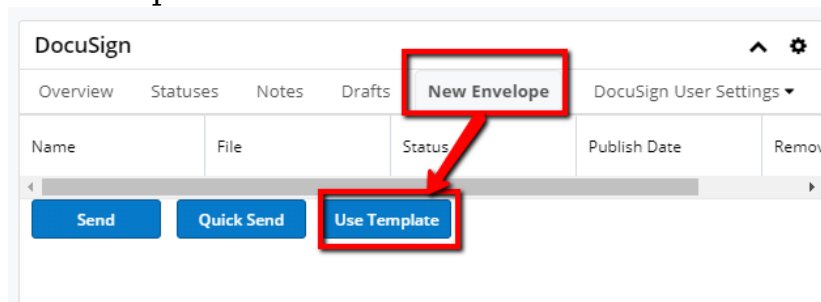 DocuSign
Overview Statuses Notes Drafts New Envelope DocuSign User Settings
Name File Status Publish Date Remov
Send Quick Send Use Template